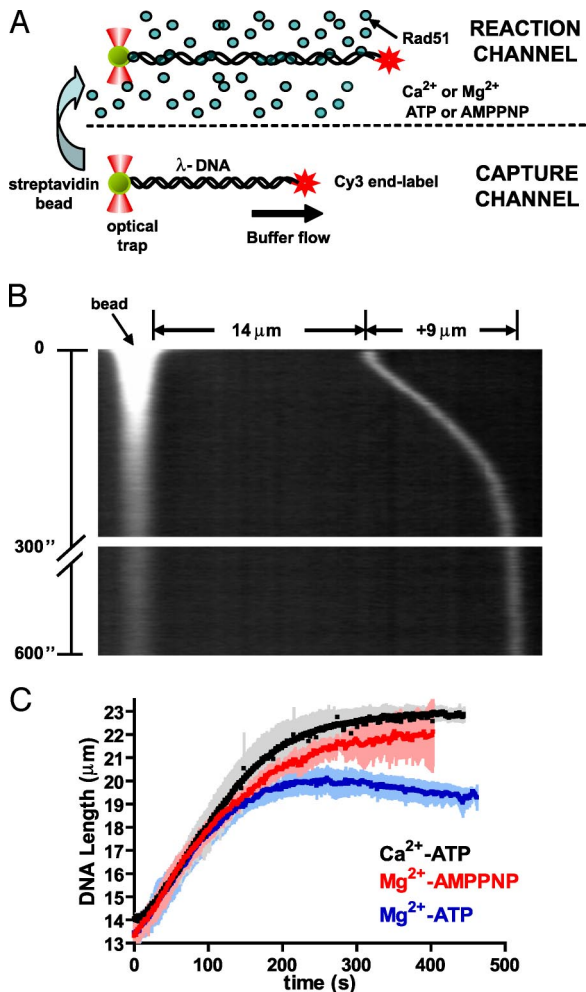 A
Rad51
REACTION
CHANNEL
Ca2+ or Mg2+
ATP or AMPPNP
streptavidin
bead
λ- DNA
Cy3 end-label
CAPTURE
CHANNEL
optical
trap
Buffer flow
B
bead
14 μm
+9 μm
0
300’’
600’’
C
DNA Length (μm)
23
22
21
20
19
18
17
16
15
14
13
Ca2+-ATP
Mg2+-AMPPNP
Mg2+-ATP
0
100
200
300
400
500
time (s)